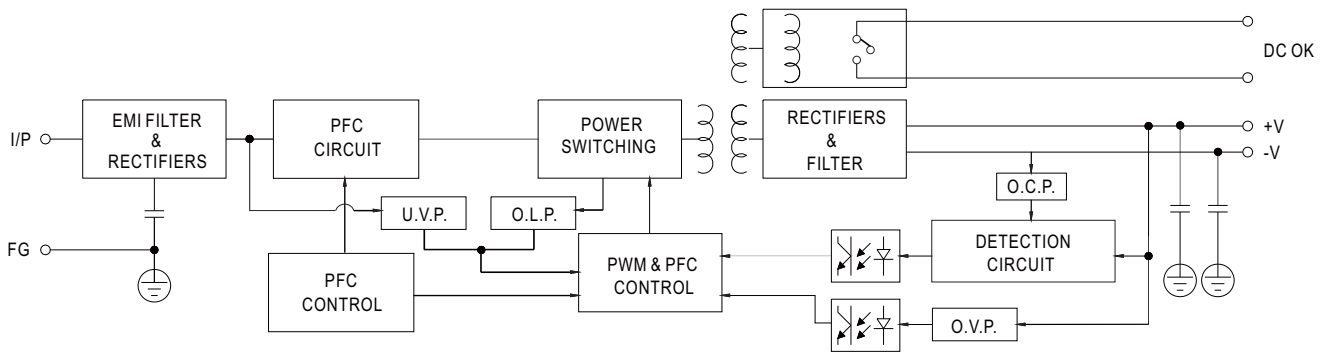 DC OK
I/P
EMI FILTER
&
RECTIFIERS
PFC
CIRCUIT
POWER
SWITCHING
RECTIFIERS
&
FILTER
+V
-V
U.V.P.
O.L.P.
O.C.P.
FG
PFC
CONTROL
PWM & PFC
CONTROL
DETECTION
CIRCUIT
O.V.P.